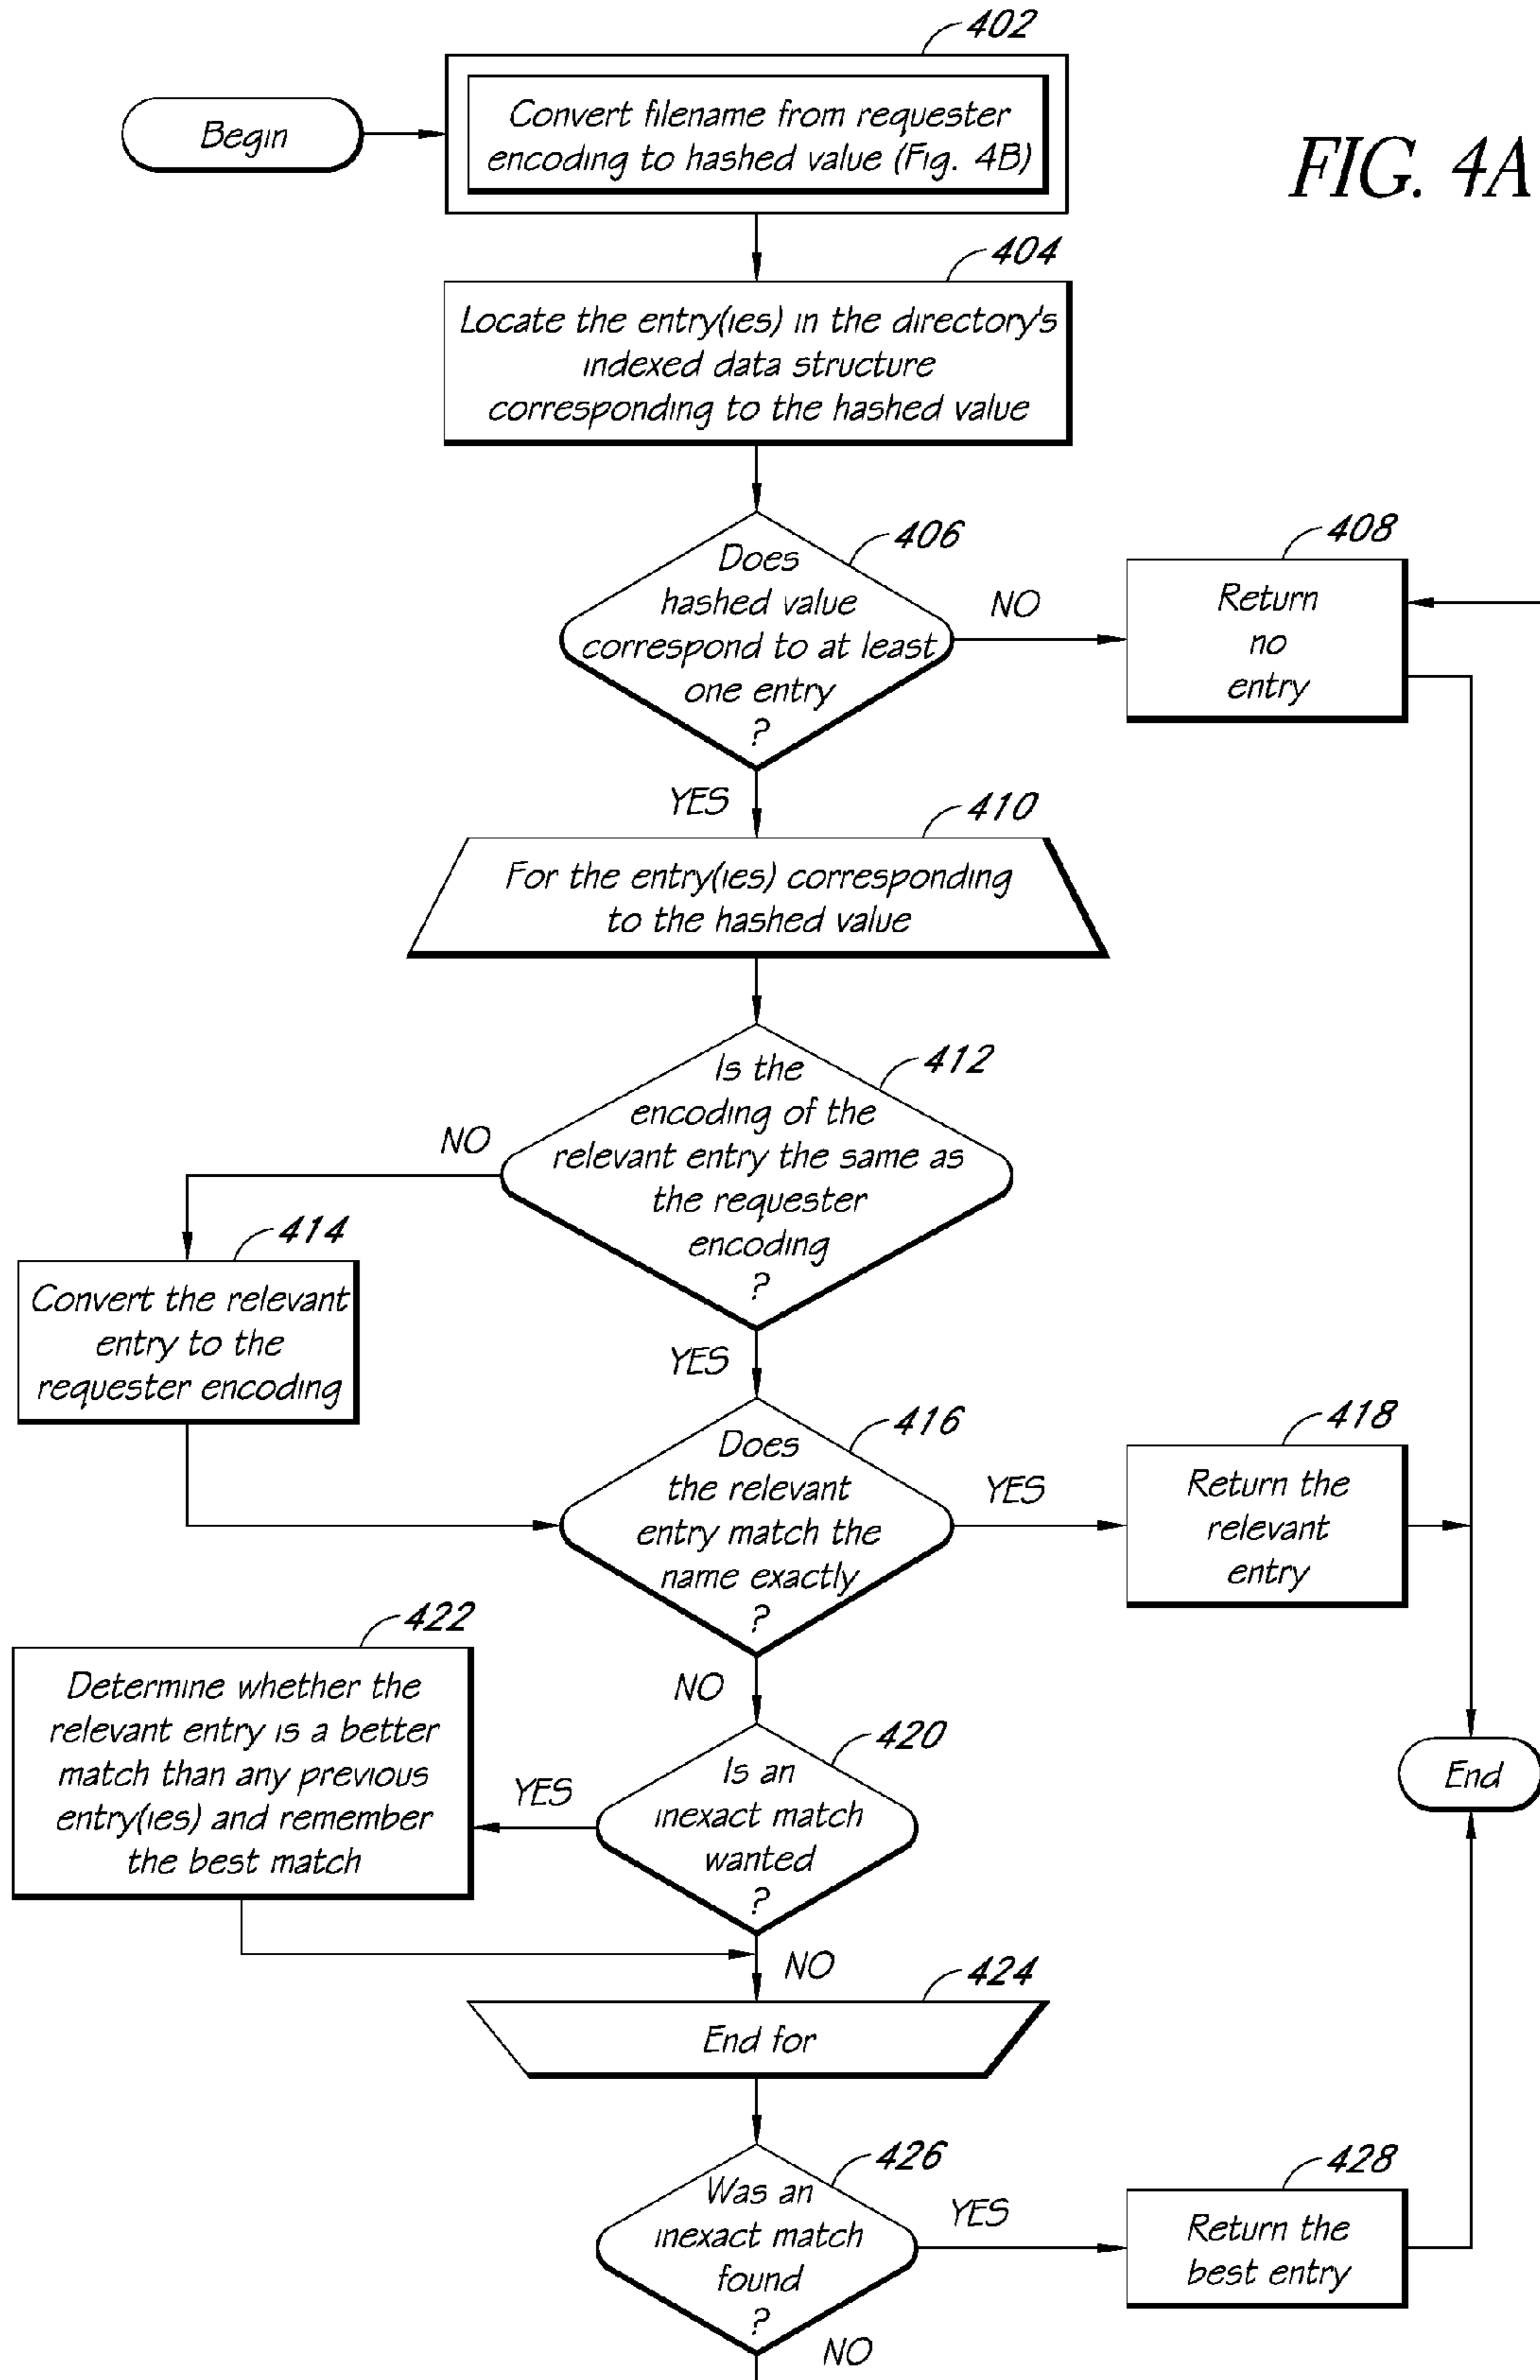 402
Begin
Convert filename from requester
encoding to hashed value (Fig. 4B)
FIG. 4A
404
Locate the entry(ies) in the directory's
indexed data structure
corresponding to the hashed value
406
Does
hashed value
correspond to at least
one entry
?
NO
408
Return
no
entry
YES
410
For the entry(ies) corresponding
to the hashed value
412
Is the
encoding of the
relevant entry the same as
the requester
encoding
?
NO
414
Convert the relevant
entry to the
requester encoding
YES
416
Does
the relevant
entry match the
name exactly
?
YES
418
Return the
relevant
entry
NO
420
Is an
inexact match
wanted
?
YES
422
Determine whether the
relevant entry is a better
match than any previous
entry(ies) and remember
the best match
End
NO
424
End for
426
Was an
inexact match
found
?
YES
428
Return the
best entry
NO